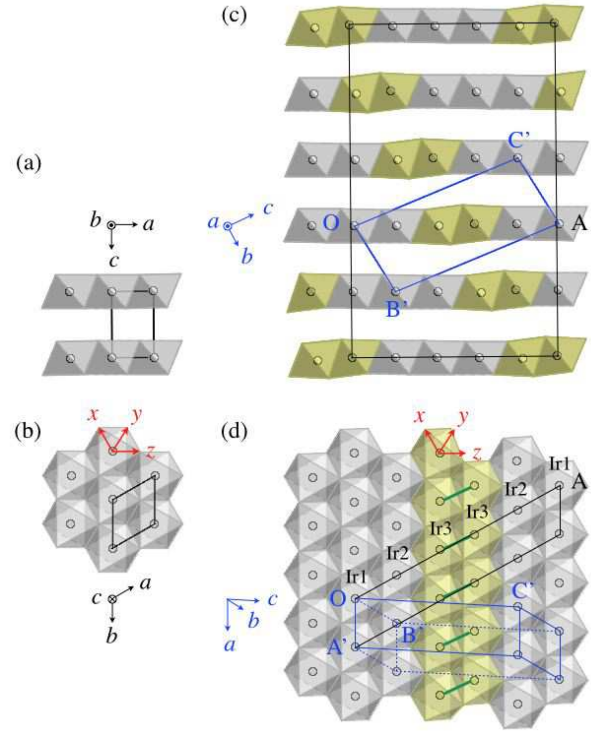 (c)
(a)
C'
b a
c
a c
b
O A
B'
(b)
x y
z
(d)
x y
z
Ir1 A
Ir2
Ir3
Ir3
Ir2
Ir1
c a
b
O C'
c
b
a
A' B'